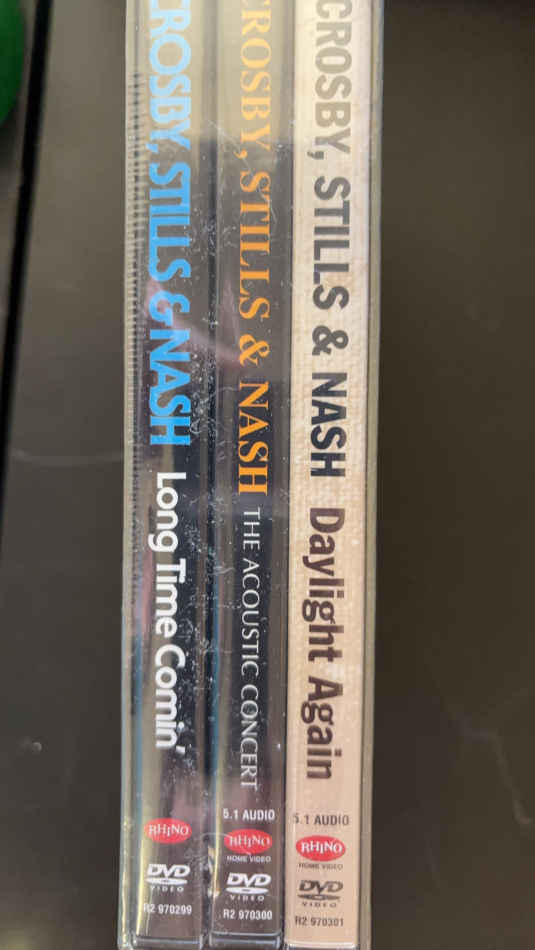 CROSBY, STILLS & NASH Long Time Comin'
RHINO
DVD
VIDEO
R2 970299
CROSBY, STILLS & NASH THE ACOUSTIC CONCERT
5.1 AUDIO
RHINO
HOME VIDEO
DVD
VIDEO
R2 970300
CROSBY, STILLS & NASH Daylight Again
5.1 AUDIO
RHINO
HOME VIDEO
DVD
VIDEO
R2 970301